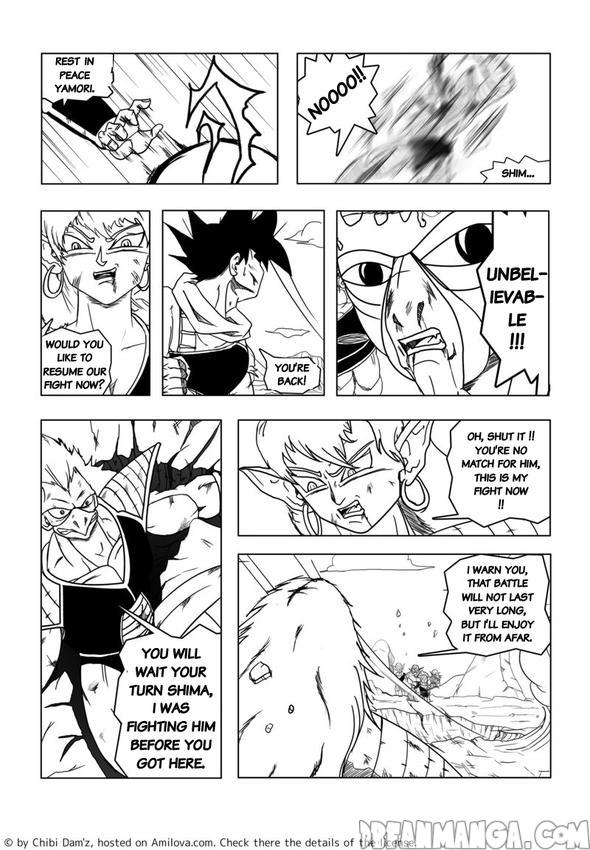 REST IN
PEACE
YAMORI.
NOOOO!!
SHIM...
WOULD YOU
LIKE TO
RESUME OUR
FIGHT NOW?
YOU'RE
BACK!
UNBEL-
IEVAB-
LE
!!!
YOU WILL
WAIT YOUR
TURN SHIMA,
I WAS
FIGHTING HIM
BEFORE YOU
GOT HERE.
OH, SHUT IT !!
YOU'RE NO
MATCH FOR HIM,
THIS IS MY
FIGHT NOW
!!
I WARN YOU,
THAT BATTLE
WILL NOT LAST
VERY LONG,
BUT I'LL ENJOY
IT FROM AFAR.
DREAMMANGA.COM
© by Chibi Dam'z, hosted on Amilova.com. Check there the details of the license.